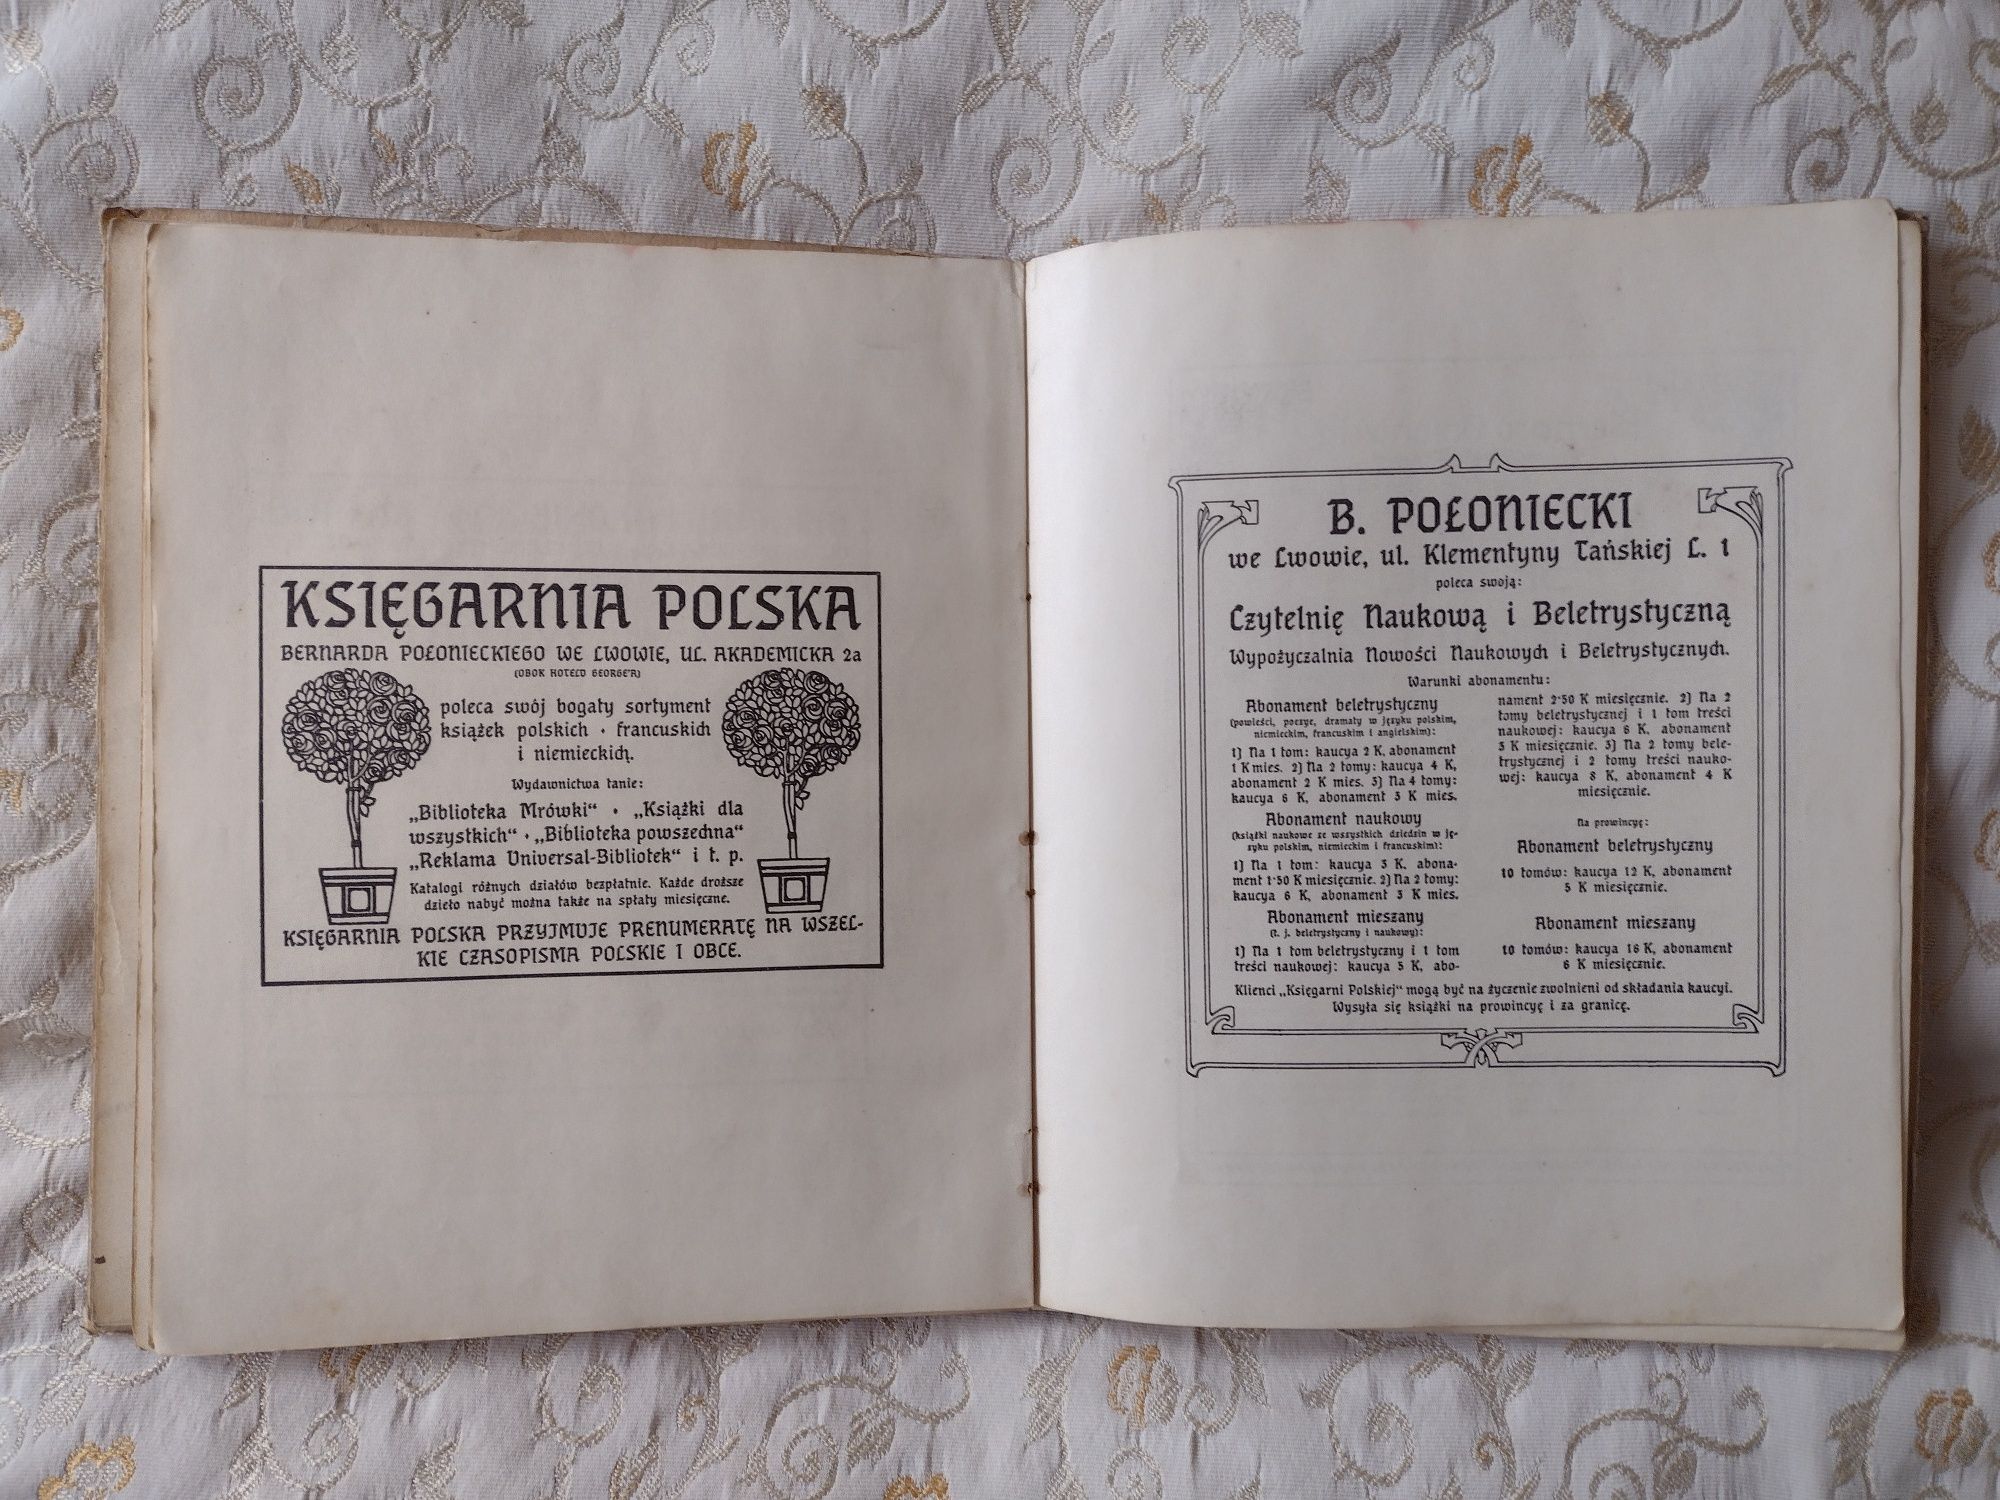 KSIĘGARNIA POLSKA
BERNARDA POŁONIECKIEGO WE LWOWIE, UL. AKADEMICKA 2a
(OBOK HOTELU GEORGE'A)
poleca swój bogaty sortyment
książek polskich · francuskich
i niemieckich.
Wydawnictwa tanie:
„Biblioteka Mrówki“ · „Książki dla
wszystkich“ · „Biblioteka powszechna“
„Reklama Universal-Bibliotek“ i t. p.
Katalogi różnych działów bezpłatnie. Każde droższe
dzieło nabyć można także na spłaty miesięczne.
KSIĘGARNIA POLSKA PRZYJMUJE PRENUMERATĘ NA WSZEL-
KIE CZASOPISMA POLSKIE I OBCE.
B. POŁONIECKI
we Lwowie, ul. Klementyny Tańskiej L. 1
poleca swoją:
Czytelnię Naukową i Beletrystyczną
Wypożyczalnia Nowości Naukowych i Beletrystycznych.
Warunki abonamentu:
Abonament beletrystyczny
(powieści, poezye, dramaty w języku polskim,
niemieckim, francuskim i angielskim):
1) Na 1 tom: kaucya 2 K, abonament
1 K mies. 2) Na 2 tomy: kaucya 4 K,
abonament 2 K mies. 3) Na 4 tomy:
kaucya 6 K, abonament 3 K mies.
Abonament naukowy
(książki naukowe ze wszystkich dziedzin w ję-
zyku polskim, niemieckim i francuskim):
1) Na 1 tom: kaucya 3 K, abona-
ment 1·50 K miesięcznie. 2) Na 2 tomy:
kaucya 6 K, abonament 3 K mies.
Abonament mieszany
(t. j. beletrystyczny i naukowy):
1) Na 1 tom beletrystyczny i 1 tom
treści naukowej: kaucya 5 K, abo-
nament 2·50 K miesięcznie. 2) Na 2
tomy beletrystycznej i 1 tom treści
naukowej: kaucya 6 K, abonament
3 K miesięcznie. 3) Na 2 tomy bele-
trystycznej i 2 tomy treści nauko-
wej: kaucya 8 K, abonament 4 K
miesięcznie.
Na prowincyę:
Abonament beletrystyczny
10 tomów: kaucya 12 K, abonament
5 K miesięcznie.
Abonament mieszany
10 tomów: kaucya 16 K, abonament
6 K miesięcznie.
Klienci „Księgarni Polskiej“ mogą być na życzenie zwolnieni od składania kaucyi.
Wysyła się książki na prowincyę i za granicę.